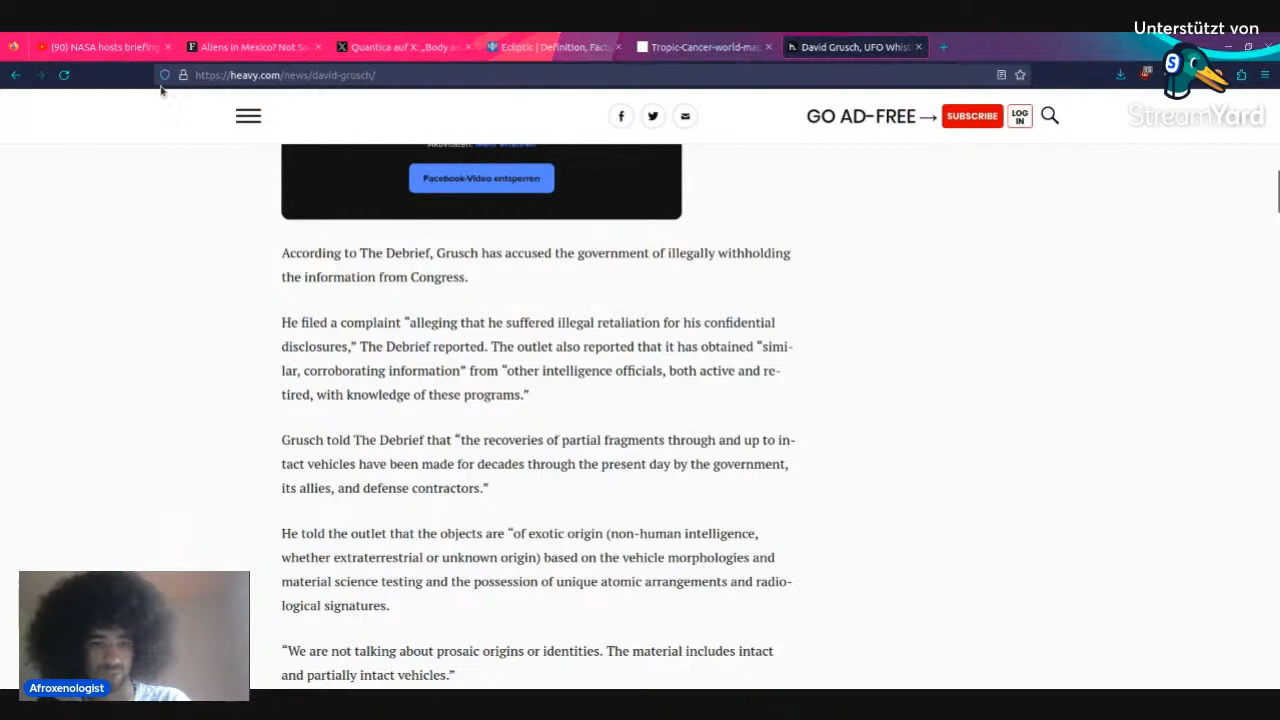 Unterstützt von
StreamYard
(90) NASA hosts briefing
Aliens in Mexico? Not So
Quantica auf X: „Body as
Ecliptic | Definition, Fact
Tropic-Cancer-world-ma
h. David Grusch, UFO Whist
https://heavy.com/news/david-grusch/
GO AD-FREE →
SUBSCRIBE
LOG IN
Aktivitäten. Mehr erfahren
Facebook-Video entsperren
According to The Debrief, Grusch has accused the government of illegally withholding
the information from Congress.
He filed a complaint “alleging that he suffered illegal retaliation for his confidential
disclosures,” The Debrief reported. The outlet also reported that it has obtained “simi-
lar, corroborating information” from “other intelligence officials, both active and re-
tired, with knowledge of these programs.”
Grusch told The Debrief that “the recoveries of partial fragments through and up to in-
tact vehicles have been made for decades through the present day by the government,
its allies, and defense contractors.”
He told the outlet that the objects are “of exotic origin (non-human intelligence,
whether extraterrestrial or unknown origin) based on the vehicle morphologies and
material science testing and the possession of unique atomic arrangements and radio-
logical signatures.
“We are not talking about prosaic origins or identities. The material includes intact
and partially intact vehicles.”
Afroxenologist